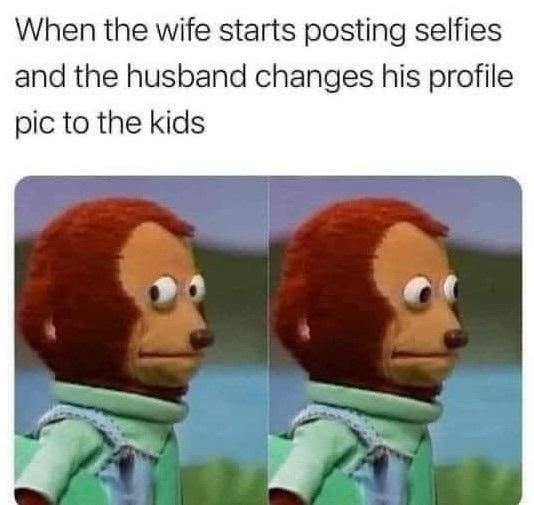 When the wife starts posting selfies
and the husband changes his profile
pic to the kids